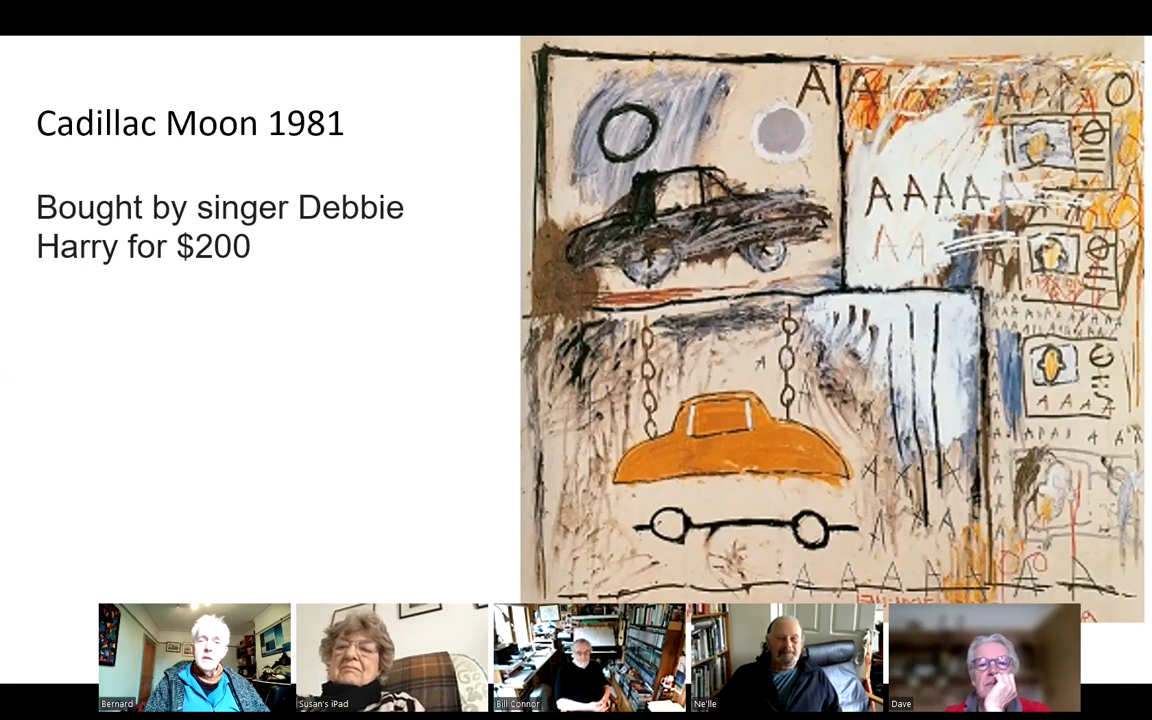 Cadillac Moon 1981
Bought by singer Debbie
Harry for $200
A A A A A A O
A A A A
A A
A A A A
A A A A A A A
Bernard
Susan's iPad
Bill Connor
Ne'lle
Dave